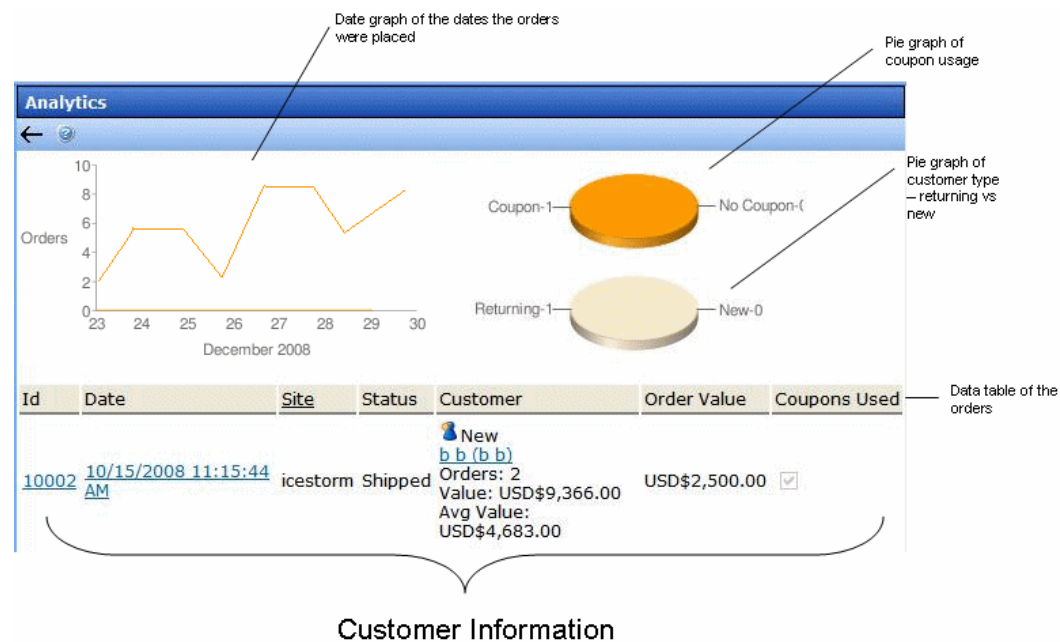 Date graph of the dates the orders
were placed
Pie graph of
coupon usage
Analytics
10
8
6
4
2
0
Orders
23 24 25 26 27 28 29 30
December 2008
Coupon-1
No Coupon-(
Returning-1
New-0
Pie graph of
customer type
– returning vs
new
Id Date Site Status Customer Order Value Coupons Used
Data table of the
orders
10002
10/15/2008 11:15:44
AM
icestorm
Shipped
New
b b (b b)
Orders: 2
Value: USD$9,366.00
Avg Value:
USD$4,683.00
USD$2,500.00
Customer Information